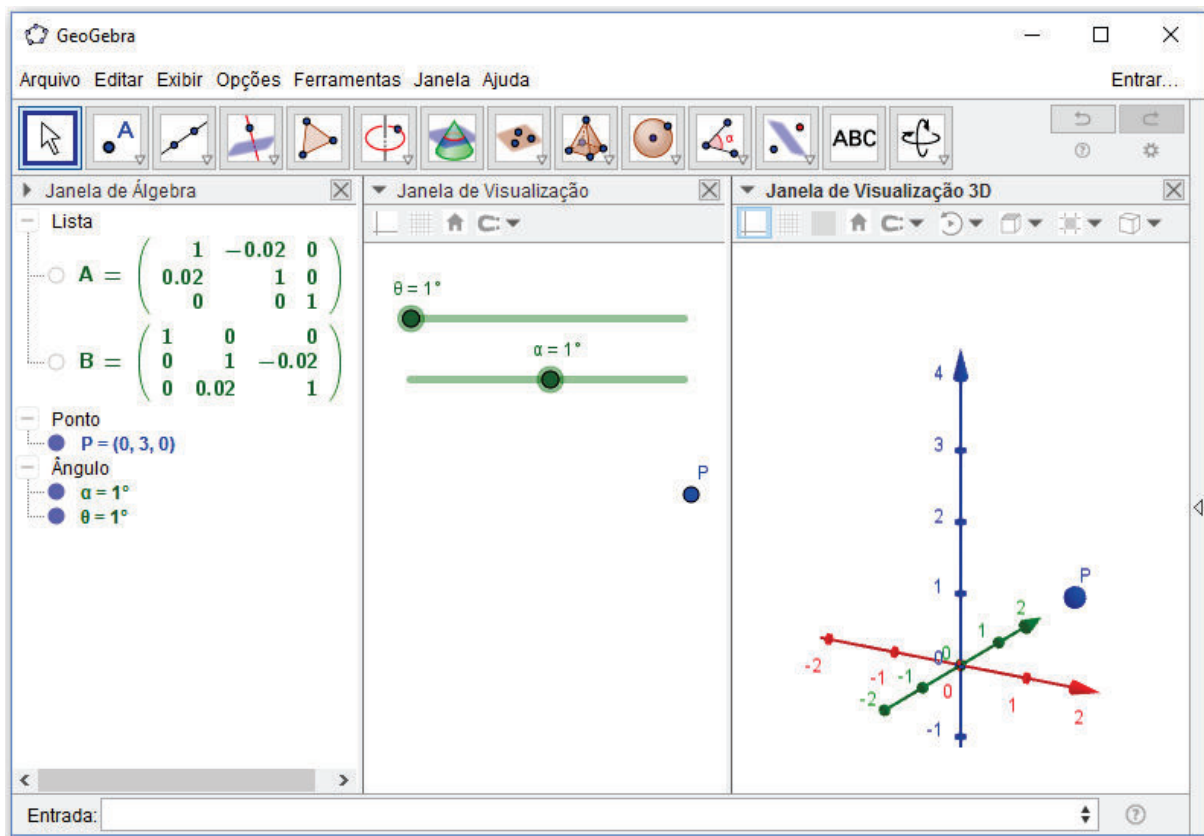 GeoGebra
Arquivo Editar Exibir Opções Ferramentas Janela Ajuda
Entrar...
A
α
ABC
Janela de Álgebra
Lista
A = ( 1 −0.02 0
0.02 1 0
0 0 1 )
B = ( 1 0 0
0 1 −0.02
0 0.02 1 )
Ponto
P = (0, 3, 0)
Ângulo
α = 1°
θ = 1°
Janela de Visualização
θ = 1°
α = 1°
P
Janela de Visualização 3D
4
3
2
1
0
-1
P
2
1
0
-1
-2
-2
-1
0
1
2
Entrada: